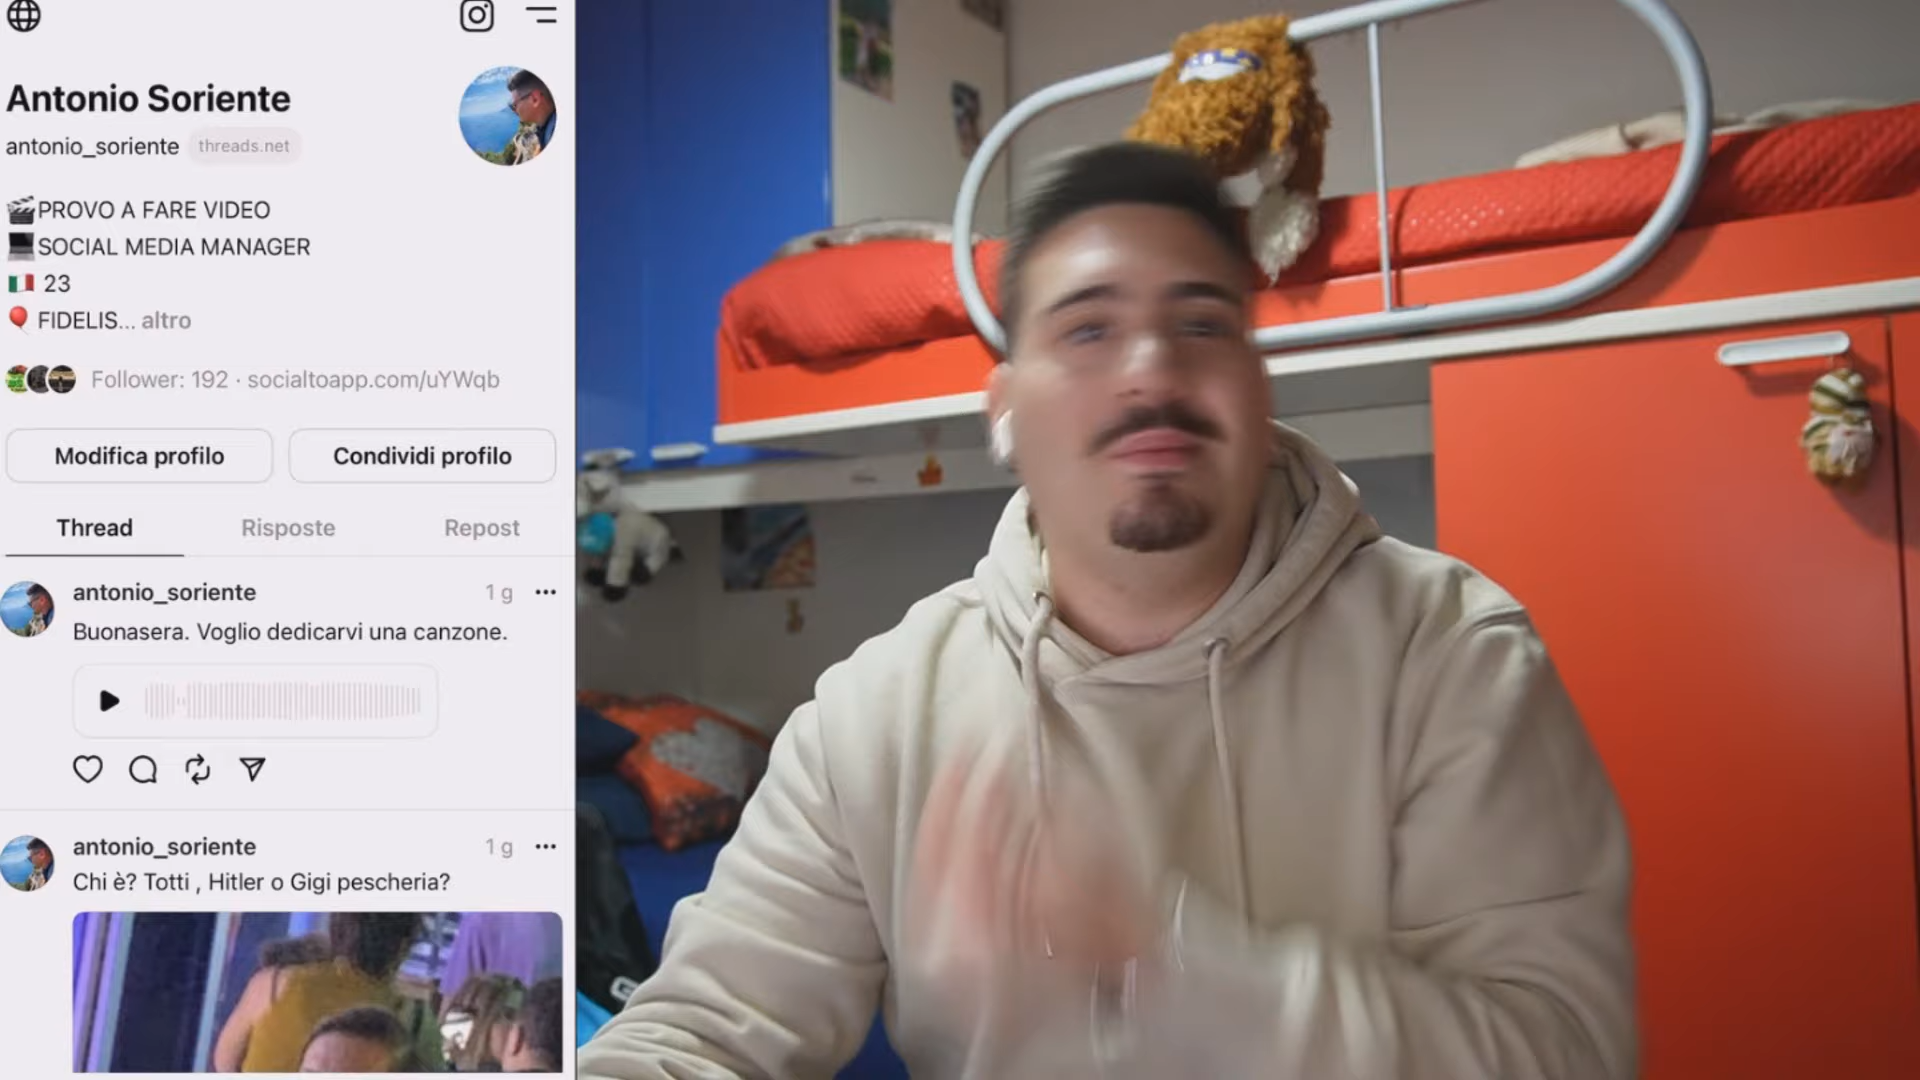 Antonio Soriente
antonio_soriente threads.net
🎬PROVO A FARE VIDEO
💻SOCIAL MEDIA MANAGER
🇮🇹 23
🎈 FIDELIS... altro
Follower: 192 · socialtoapp.com/uYWqb
Modifica profilo Condividi profilo
Thread Risposte Repost
antonio_soriente 1 g
Buonasera. Voglio dedicarvi una canzone.
antonio_soriente 1 g
Chi è? Totti , Hitler o Gigi pescheria?